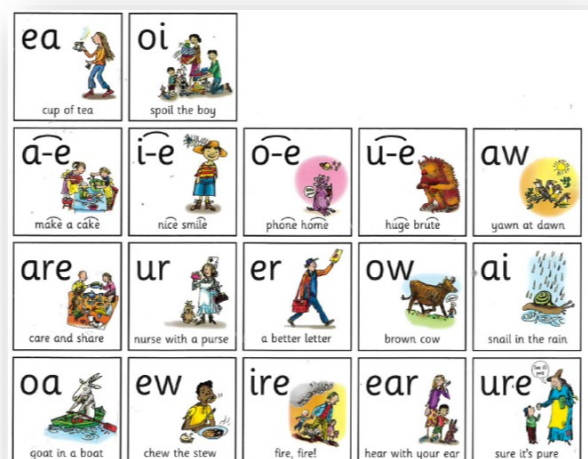 ea oi
cup of tea spoil the boy
a-e i-e o-e u-e aw
make a cake nice smile phone home huge brute yawn at dawn
are ur er ow ai
care and share nurse with a purse a better letter brown cow snail in the rain
oa ew ire ear ure
goat in a boat chew the stew fire, fire! hear with your ear sure it's pure